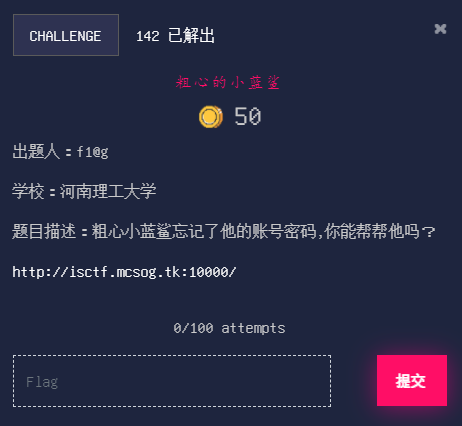 CHALLENGE 142 已解出
粗心的小蓝鲨
50
出题人：f1@g
学校：河南理工大学
题目描述：粗心小蓝鲨忘记了他的账号密码,你能帮帮他吗？
http://isctf.mcsog.tk:10000/
0/100 attempts
Flag 提交